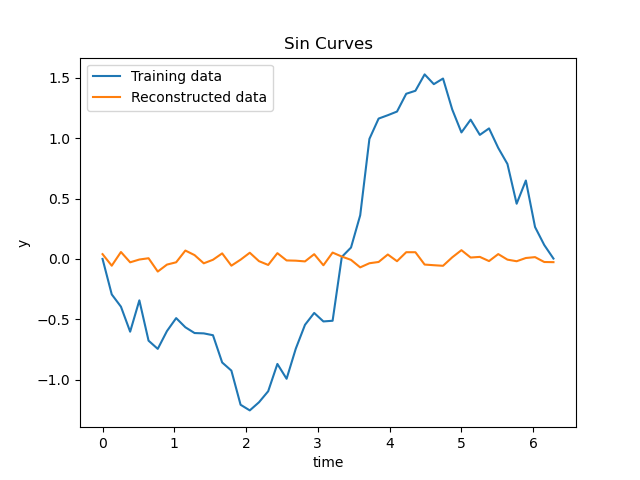 Sin Curves
Training data
Reconstructed data
1.5
1.0
0.5
0.0
−0.5
−1.0
y
0 1 2 3 4 5 6
time